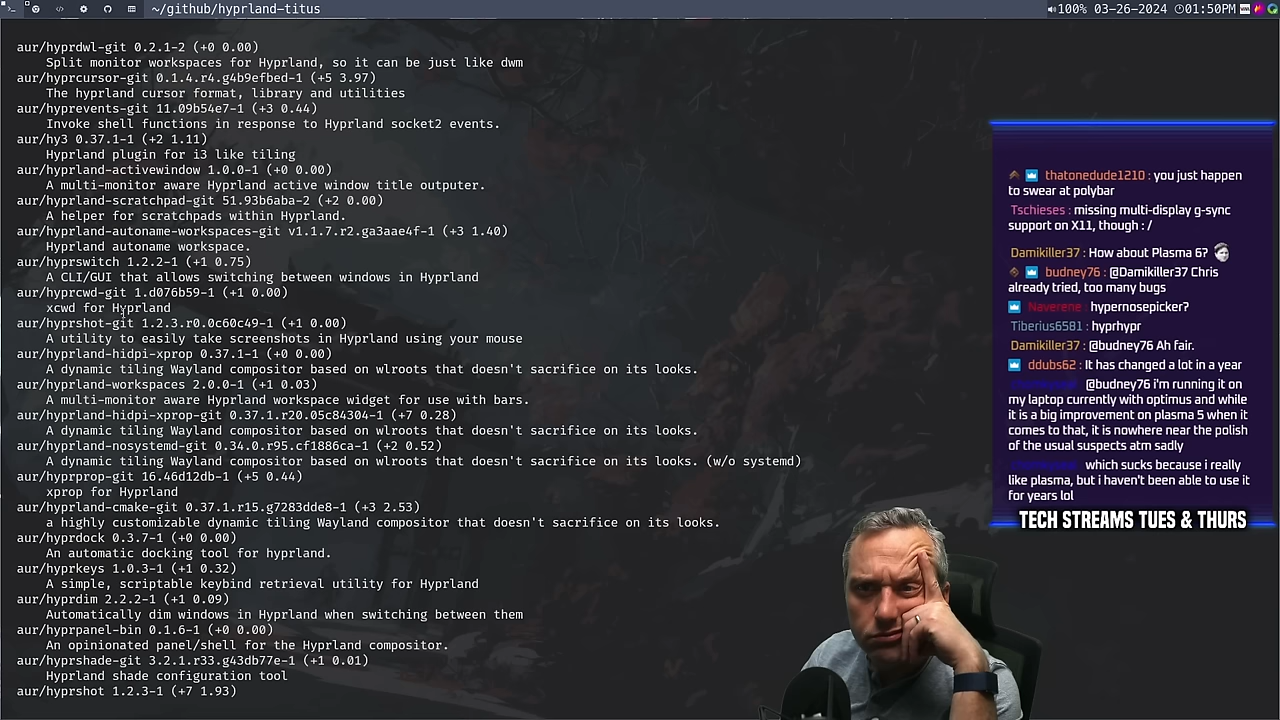 ~/github/hyprland-titus
100% 03-26-2024 01:50PM
aur/hyprdwl-git 0.2.1-2 (+0 0.00)
Split monitor workspaces for Hyprland, so it can be just like dwm
aur/hyprcursor-git 0.1.4.r4.g4b9efbed-1 (+5 3.97)
The hyprland cursor format, library and utilities
aur/hyprevents-git 11.09b54e7-1 (+3 0.44)
Invoke shell functions in response to Hyprland socket2 events.
aur/hy3 0.37.1-1 (+2 1.11)
Hyprland plugin for i3 like tiling
aur/hyprland-activewindow 1.0.0-1 (+0 0.00)
A multi-monitor aware Hyprland active window title outputer.
aur/hyprland-scratchpad-git 51.93b6aba-2 (+2 0.00)
A helper for scratchpads within Hyprland.
aur/hyprland-autoname-workspaces-git v1.1.7.r2.ga3aae4f-1 (+3 1.40)
Hyprland autoname workspace.
aur/hyprswitch 1.2.2-1 (+1 0.75)
A CLI/GUI that allows switching between windows in Hyprland
aur/hyprcwd-git 1.d076b59-1 (+1 0.00)
xcwd for Hyprland
aur/hyprshot-git 1.2.3.r0.0c60c49-1 (+1 0.00)
A utility to easily take screenshots in Hyprland using your mouse
aur/hyprland-hidpi-xprop 0.37.1-1 (+0 0.00)
A dynamic tiling Wayland compositor based on wlroots that doesn't sacrifice on its looks.
aur/hyprland-workspaces 2.0.0-1 (+1 0.03)
A multi-monitor aware Hyprland workspace widget for use with bars.
aur/hyprland-hidpi-xprop-git 0.37.1.r20.05c84304-1 (+7 0.28)
A dynamic tiling Wayland compositor based on wlroots that doesn't sacrifice on its looks.
aur/hyprland-nosystemd-git 0.34.0.r95.cf1886ca-1 (+2 0.52)
A dynamic tiling Wayland compositor based on wlroots that doesn't sacrifice on its looks. (w/o systemd)
aur/hyprprop-git 16.46d12db-1 (+5 0.44)
xprop for Hyprland
aur/hyprland-cmake-git 0.37.1.r15.g7283dde8-1 (+3 2.53)
a highly customizable dynamic tiling Wayland compositor that doesn't sacrifice on its looks.
aur/hyprdock 0.3.7-1 (+0 0.00)
An automatic docking tool for hyprland.
aur/hyprkeys 1.0.3-1 (+1 0.32)
A simple, scriptable keybind retrieval utility for Hyprland
aur/hyprdim 2.2.2-1 (+1 0.09)
Automatically dim windows in Hyprland when switching between them
aur/hyprpanel-bin 0.1.6-1 (+0 0.00)
An opinionated panel/shell for the Hyprland compositor.
aur/hyprshade-git 3.2.1.r33.g43db77e-1 (+1 0.01)
Hyprland shade configuration tool
aur/hyprshot 1.2.3-1 (+7 1.93)
thatonedude1210 : you just happen
to swear at polybar
Tschieses : missing multi-display g-sync
support on X11, though : /
Damikiller37 : How about Plasma 6?
budney76 : @Damikiller37 Chris
already tried, too many bugs
Naverene : hypernosepicker?
Tiberius6581 : hyprhypr
Damikiller37 : @budney76 Ah fair.
ddubs62 : It has changed a lot in a year
@budney76 i'm running it on
my laptop currently with optimus and while
it is a big improvement on plasma 5 when it
comes to that, it is nowhere near the polish
of the usual suspects atm sadly
which sucks because i really
like plasma, but i haven't been able to use it
for years lol
TECH STREAMS TUES & THURS